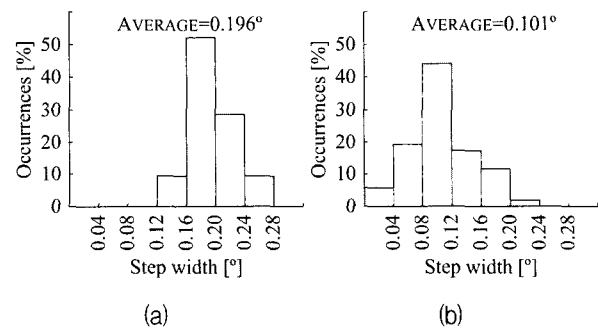 AVERAGE=0.196º
Occurrences [%]
50
40
30
20
10
0
0.04 0.08 0.12 0.16 0.20 0.24 0.28
Step width [º]
(a)
AVERAGE=0.101º
Occurrences [%]
50
40
30
20
10
0
0.04 0.08 0.12 0.16 0.20 0.24 0.28
Step width [º]
(b)